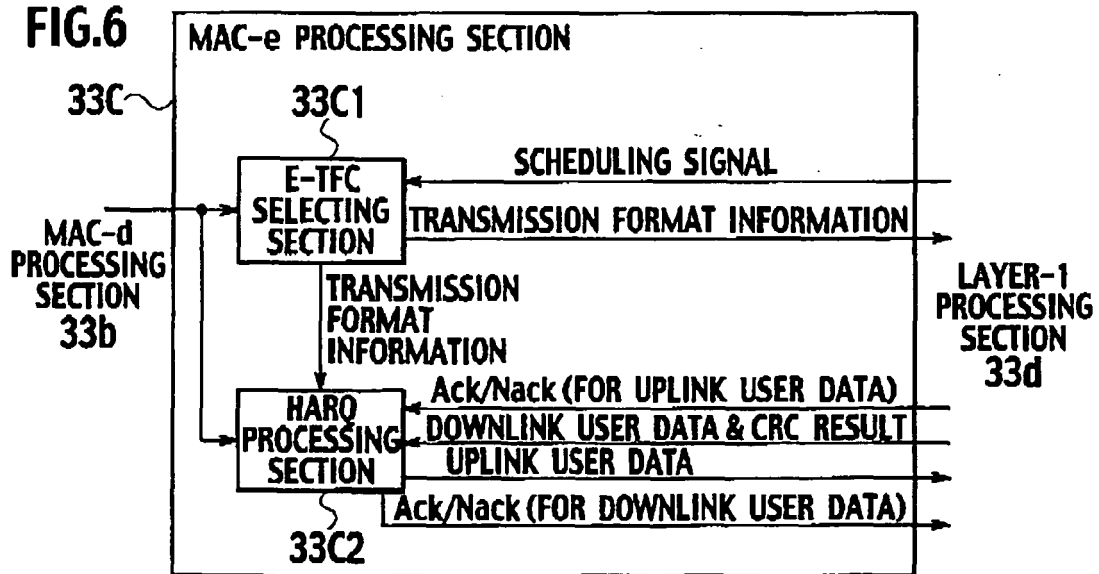 FIG.6
MAC-e PROCESSING SECTION
33C
33C1
E-TFC
SELECTING
SECTION
SCHEDULING SIGNAL
TRANSMISSION FORMAT INFORMATION
MAC-d
PROCESSING
SECTION
33b
TRANSMISSION
FORMAT
INFORMATION
LAYER-1
PROCESSING
SECTION
33d
HARQ
PROCESSING
SECTION
Ack/Nack (FOR UPLINK USER DATA)
DOWNLINK USER DATA & CRC RESULT
UPLINK USER DATA
Ack/Nack (FOR DOWNLINK USER DATA)
33C2